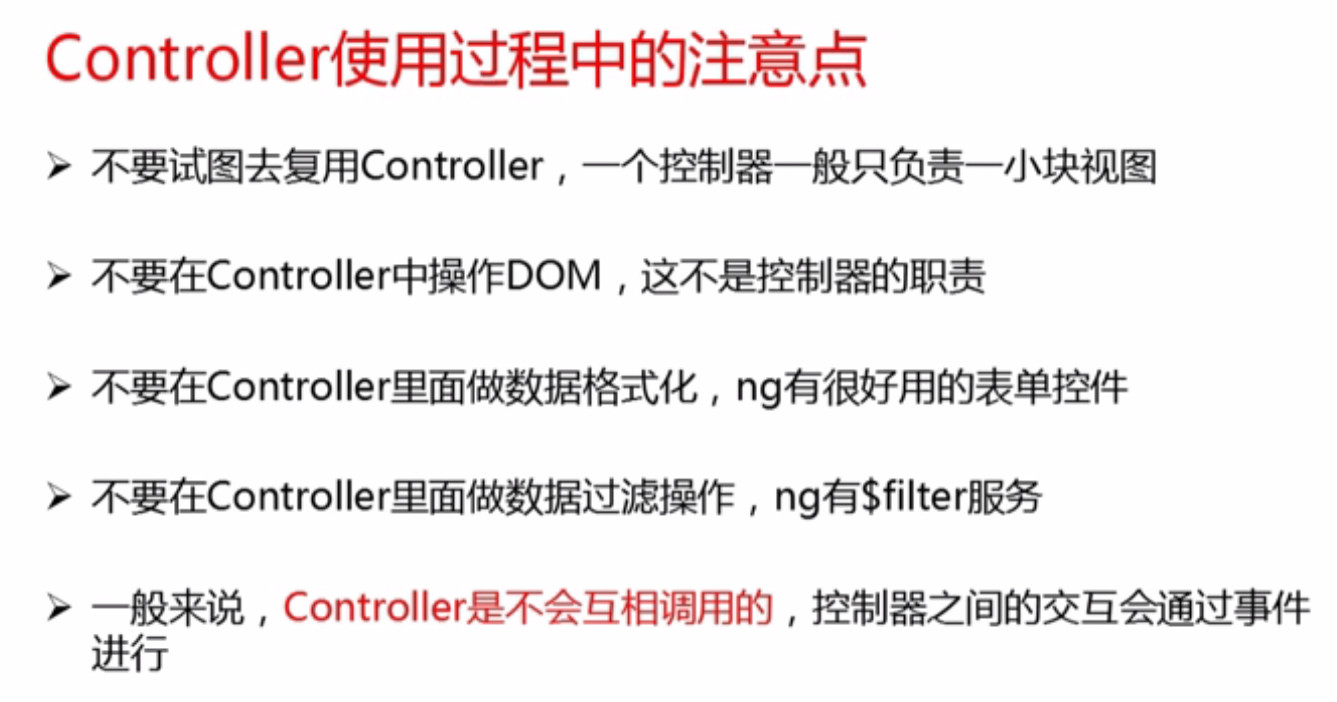 Controller使用过程中的注意点
➢ 不要试图去复用Controller，一个控制器一般只负责一小块视图
➢ 不要在Controller中操作DOM，这不是控制器的职责
➢ 不要在Controller里面做数据格式化，ng有很好用的表单控件
➢ 不要在Controller里面做数据过滤操作，ng有$filter服务
➢ 一般来说，Controller是不会互相调用的，控制器之间的交互会通过事件
进行